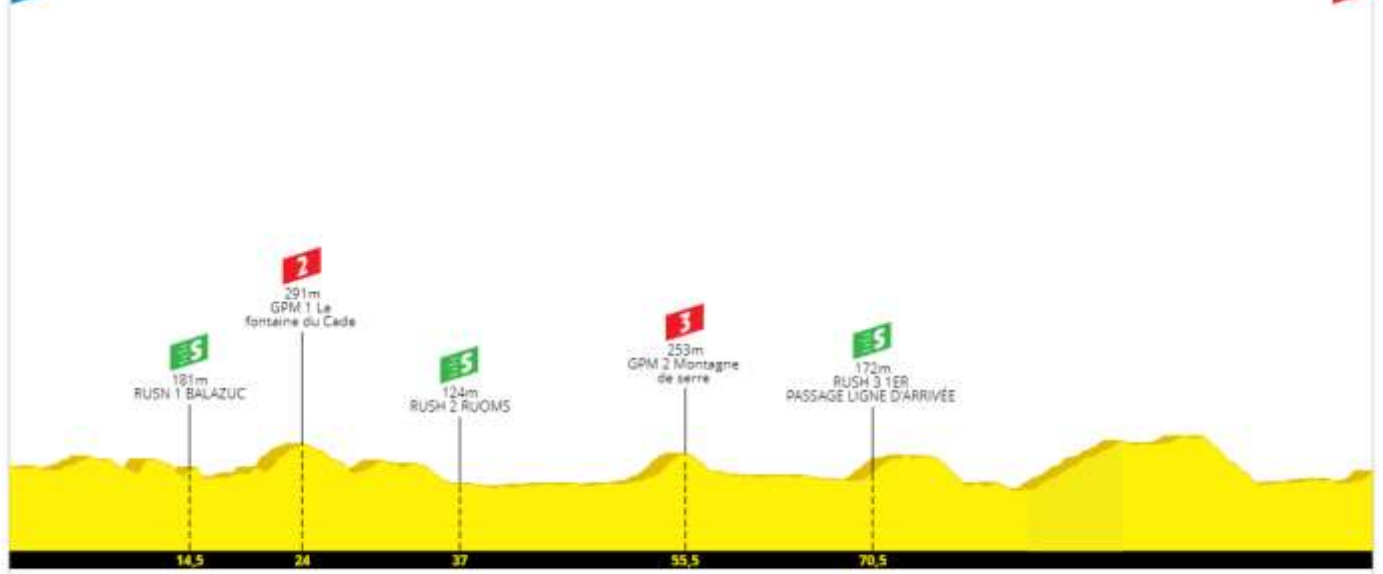 2
291m
GPM 1 La
fontaine du Cade
S
181m
RUSN 1 BALAZUC
S
124m
RUSH 2 RUOMS
3
253m
GPM 2 Montagne
de serre
S
172m
RUSH 3 1ER
PASSAGE LIGNE D'ARRIVÉE
14,5
24
37
55,5
70,5